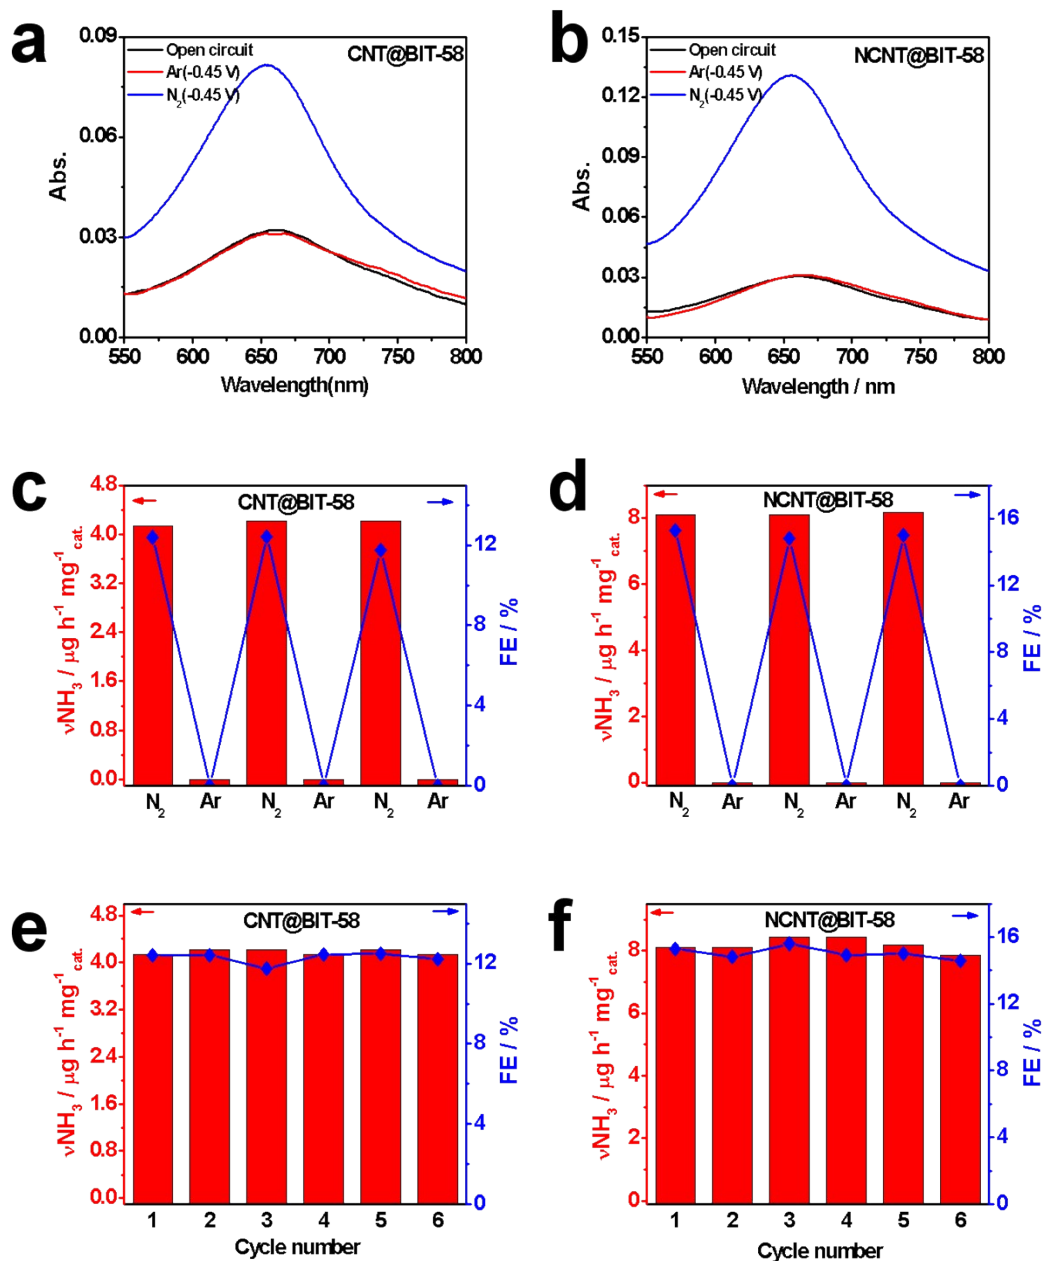 a
0.09
0.06
0.03
0.00
Abs.
Open circuit
Ar(-0.45 V)
N₂(-0.45 V)
CNT@BIT-58
550 600 650 700 750 800
Wavelength(nm)
b
0.15
0.12
0.09
0.06
0.03
0.00
Abs.
Open circuit
Ar(-0.45 V)
N₂(-0.45 V)
NCNT@BIT-58
550 600 650 700 750 800
Wavelength / nm
c
4.8
4.0
3.2
2.4
1.6
0.8
0.0
νNH₃ / μg h⁻¹ mg⁻¹cat.
CNT@BIT-58
12
8
4
0
FE / %
N₂ Ar N₂ Ar N₂ Ar
d
8
6
4
2
0
νNH₃ / μg h⁻¹ mg⁻¹cat.
NCNT@BIT-58
16
12
8
4
0
FE / %
N₂ Ar N₂ Ar N₂ Ar
e
4.8
4.0
3.2
2.4
1.6
0.8
0.0
νNH₃ / μg h⁻¹ mg⁻¹cat.
CNT@BIT-58
12
8
4
0
FE / %
1 2 3 4 5 6
Cycle number
f
8
6
4
2
0
νNH₃ / μg h⁻¹ mg⁻¹cat.
NCNT@BIT-58
16
12
8
4
0
FE / %
1 2 3 4 5 6
Cycle number